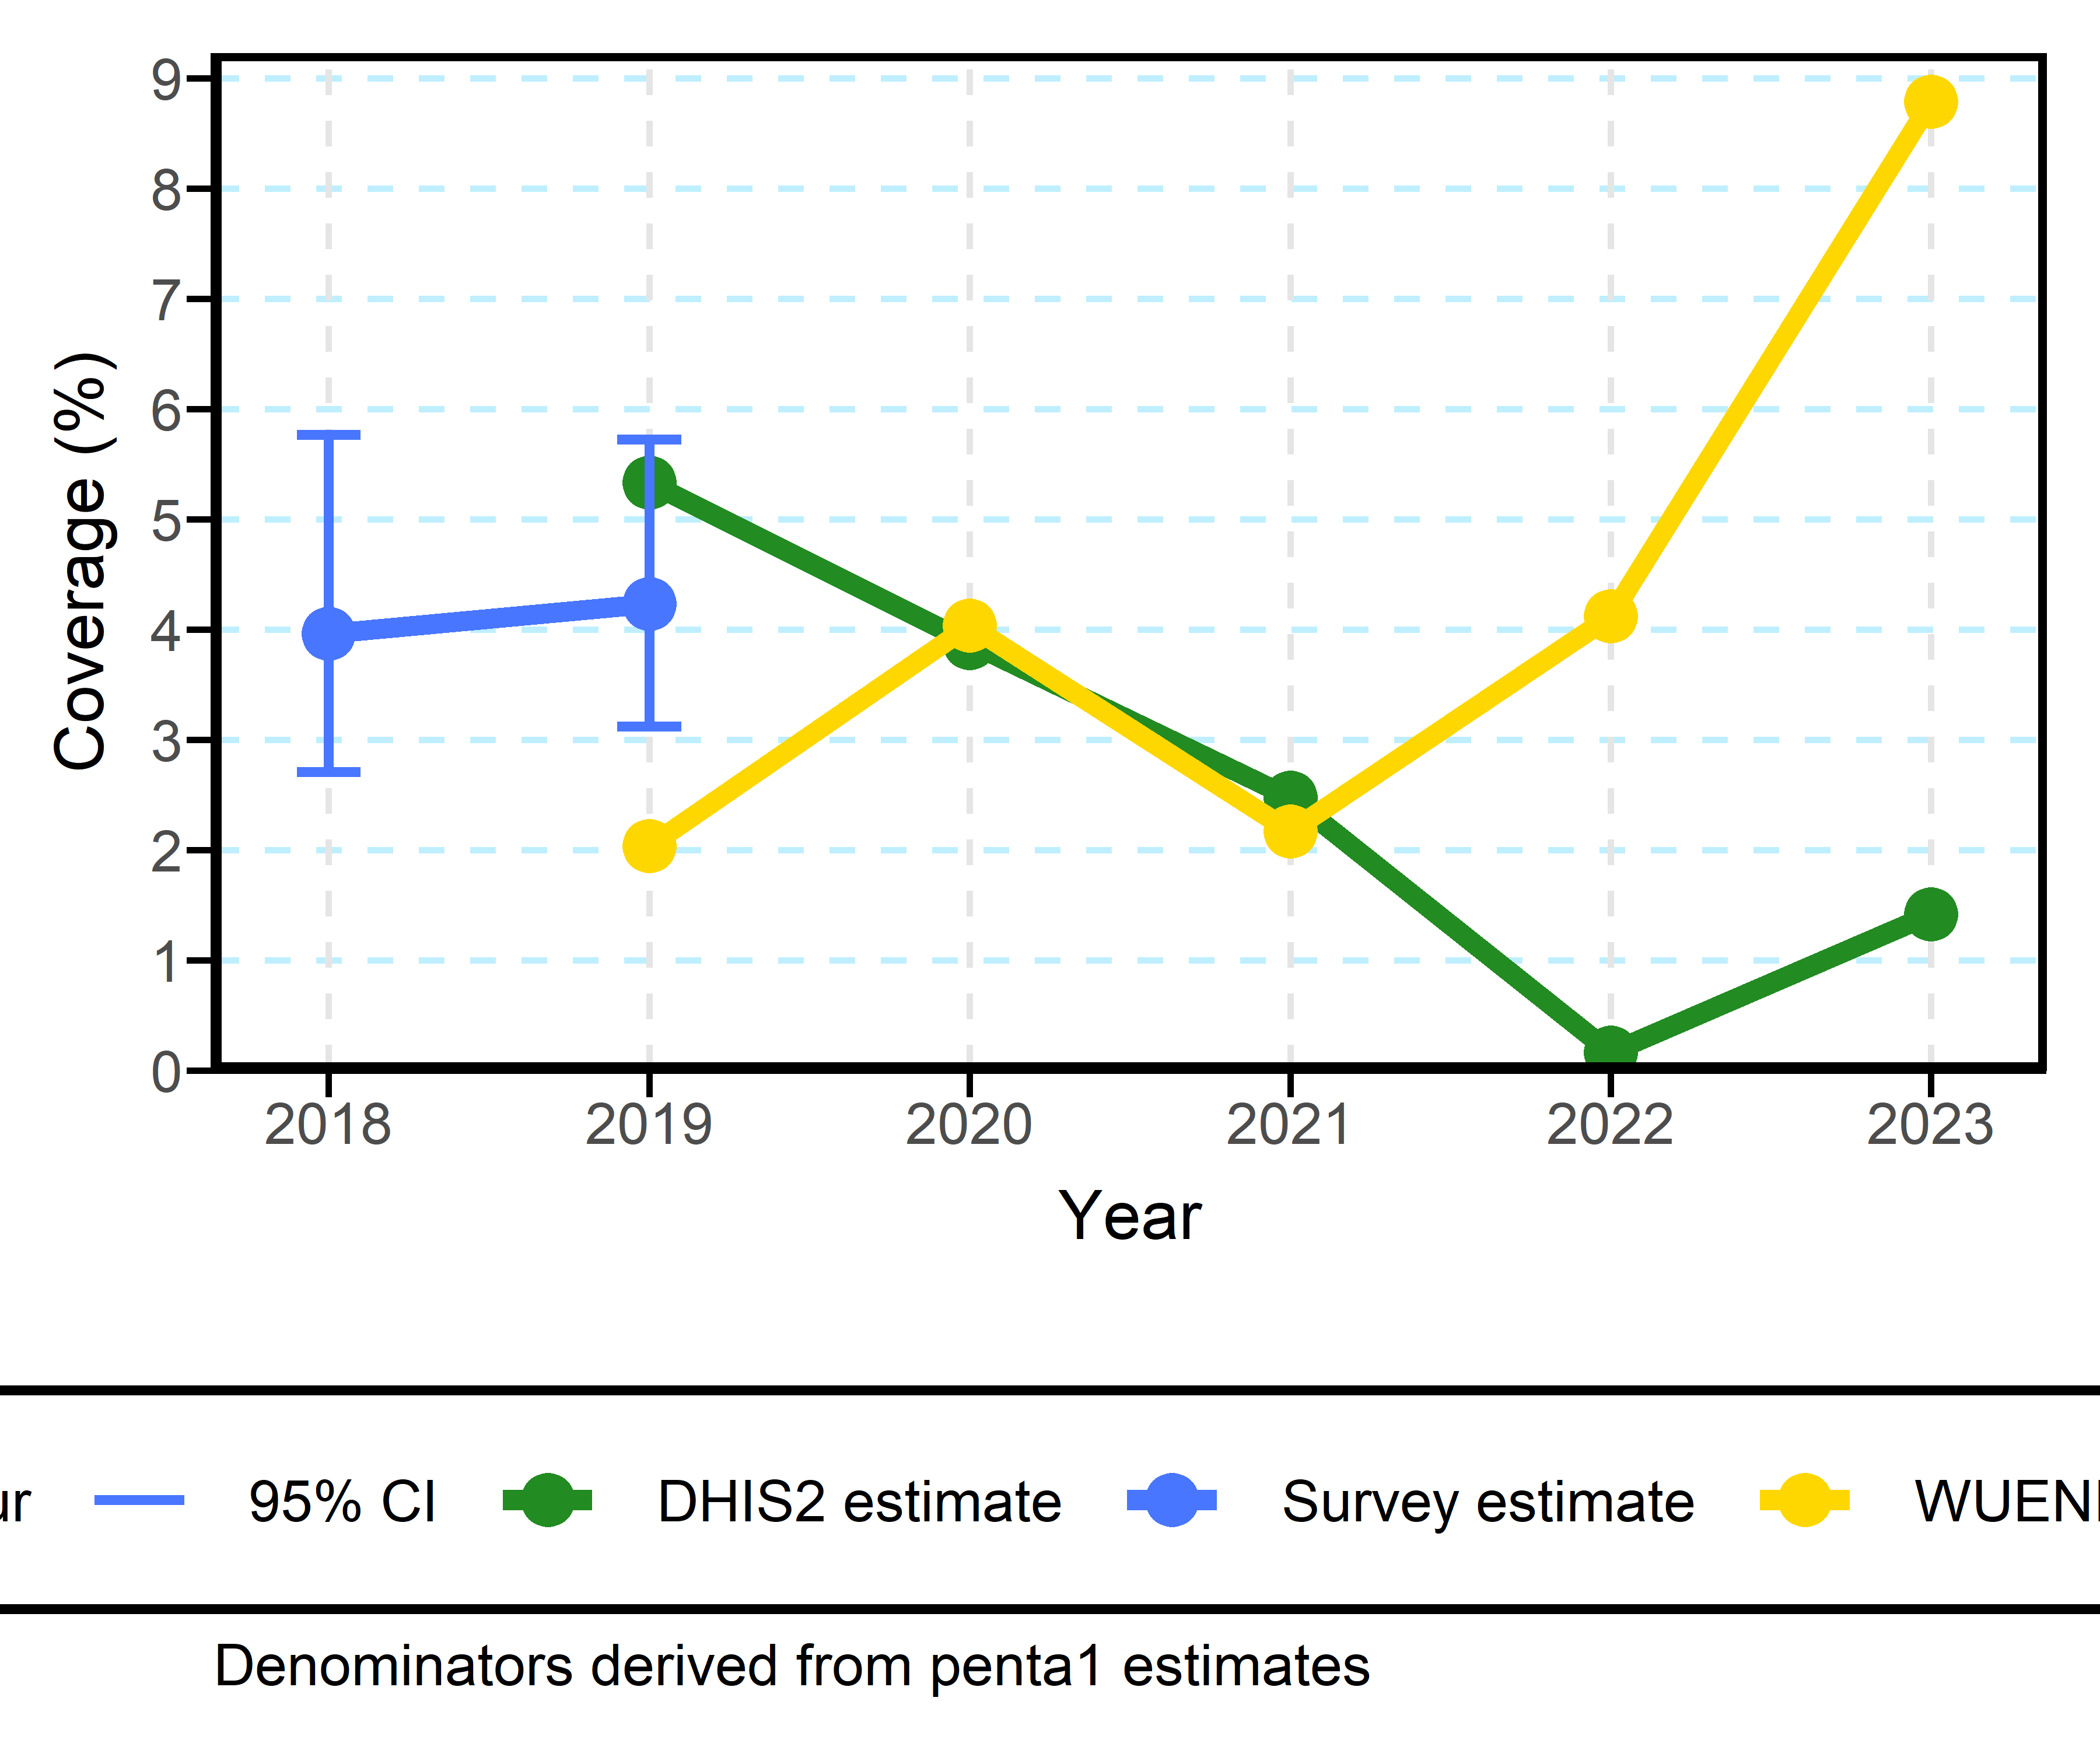 9
8
7
6
5
4
3
2
1
0
Coverage (%)
2018 2019 2020 2021 2022 2023
Year
95% CI DHIS2 estimate Survey estimate
Denominators derived from penta1 estimates